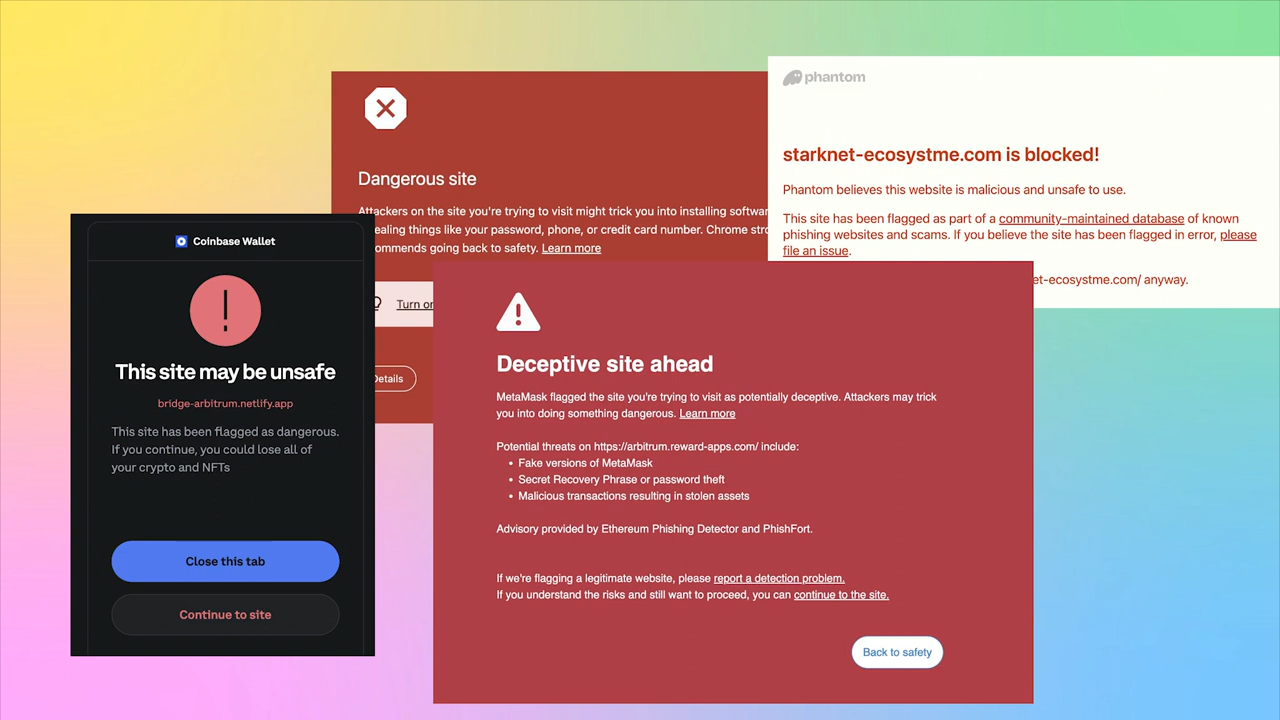 phantom
starknet-ecosystme.com is blocked!
Phantom believes this website is malicious and unsafe to use.
This site has been flagged as part of a community-maintained database of known
phishing websites and scams. If you believe the site has been flagged in error, please
file an issue.
et-ecosystme.com/ anyway.
Dangerous site
Attackers on the site you're trying to visit might trick you into installing softwa
ealing things like your password, phone, or credit card number. Chrome stro
ommends going back to safety. Learn more
Turn on
Details
Coinbase Wallet
This site may be unsafe
bridge-arbitrum.netlify.app
This site has been flagged as dangerous.
If you continue, you could lose all of
your crypto and NFTs
Close this tab
Continue to site
Deceptive site ahead
MetaMask flagged the site you're trying to visit as potentially deceptive. Attackers may trick
you into doing something dangerous. Learn more
Potential threats on https://arbitrum.reward-apps.com/ include:
• Fake versions of MetaMask
• Secret Recovery Phrase or password theft
• Malicious transactions resulting in stolen assets
Advisory provided by Ethereum Phishing Detector and PhishFort.
If we're flagging a legitimate website, please report a detection problem.
If you understand the risks and still want to proceed, you can continue to the site.
Back to safety